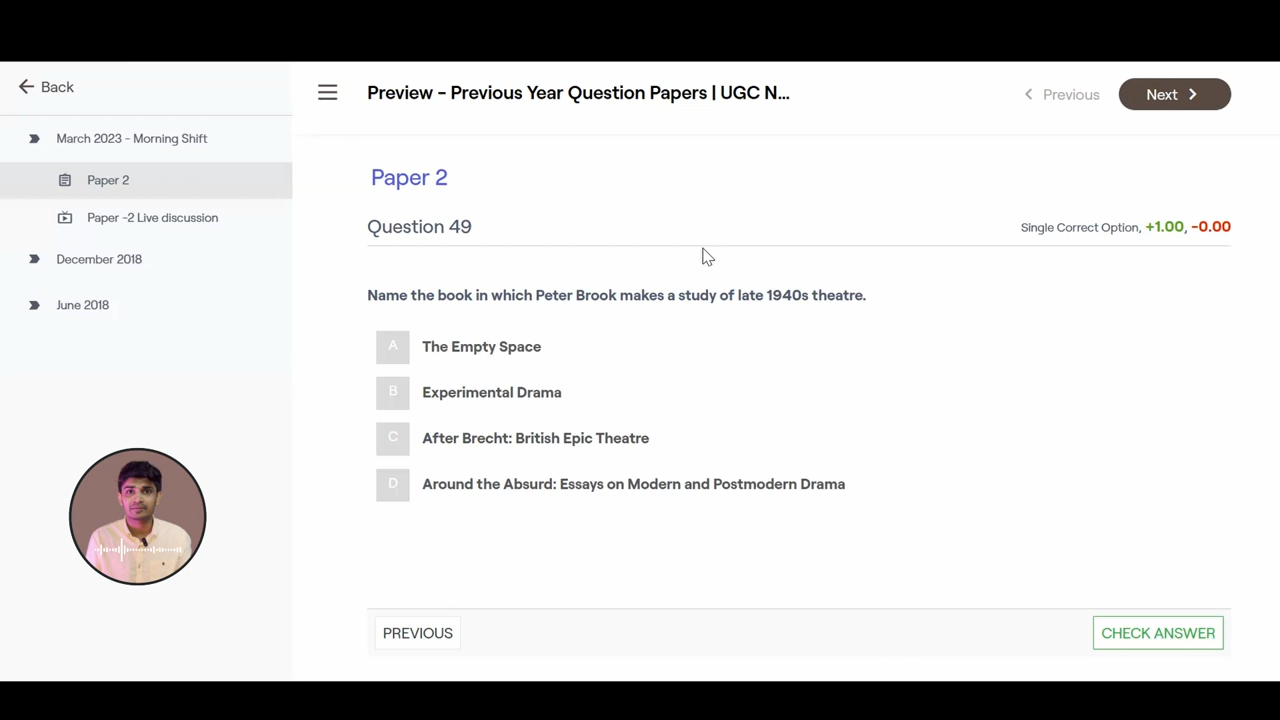 Back
Preview - Previous Year Question Papers | UGC N...
Previous
Next
March 2023 - Morning Shift
Paper 2
Paper -2 Live discussion
December 2018
June 2018
Paper 2
Question 49
Single Correct Option, +1.00, -0.00
Name the book in which Peter Brook makes a study of late 1940s theatre.
A The Empty Space
B Experimental Drama
C After Brecht: British Epic Theatre
D Around the Absurd: Essays on Modern and Postmodern Drama
PREVIOUS
CHECK ANSWER